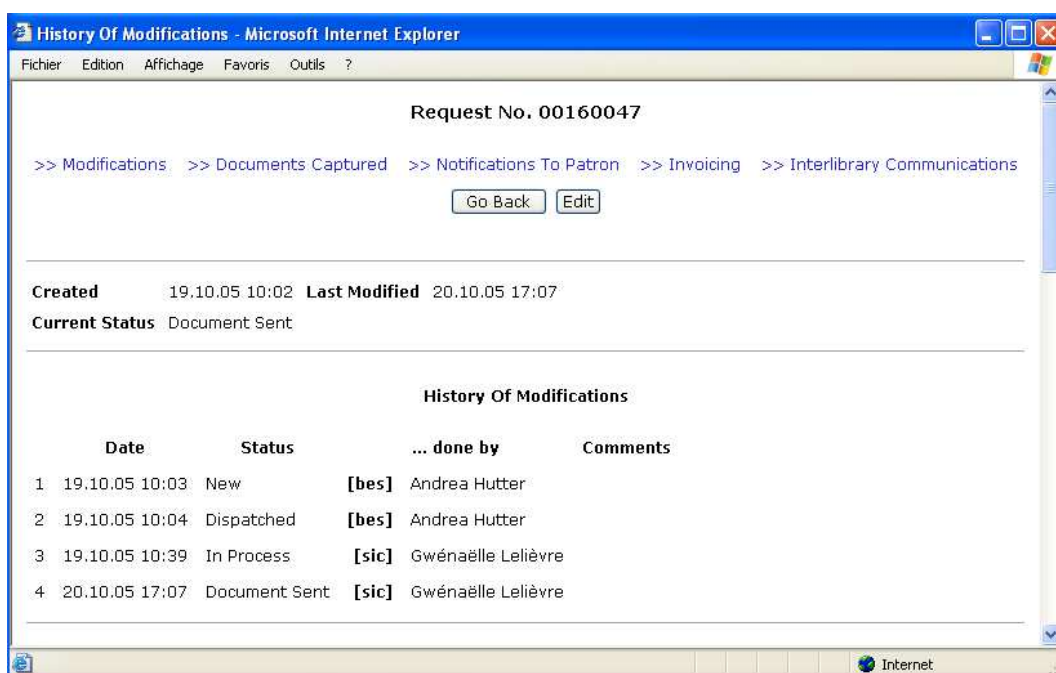 History Of Modifications - Microsoft Internet Explorer
Fichier Edition Affichage Favoris Outils ?
Request No. 00160047
>> Modifications >> Documents Captured >> Notifications To Patron >> Invoicing >> Interlibrary Communications
Go Back Edit
Created 19.10.05 10:02 Last Modified 20.10.05 17:07
Current Status Document Sent
History Of Modifications
Date Status ... done by Comments
1 19.10.05 10:03 New [bes] Andrea Hutter
2 19.10.05 10:04 Dispatched [bes] Andrea Hutter
3 19.10.05 10:39 In Process [sic] Gwénaëlle Lelièvre
4 20.10.05 17:07 Document Sent [sic] Gwénaëlle Lelièvre
Internet